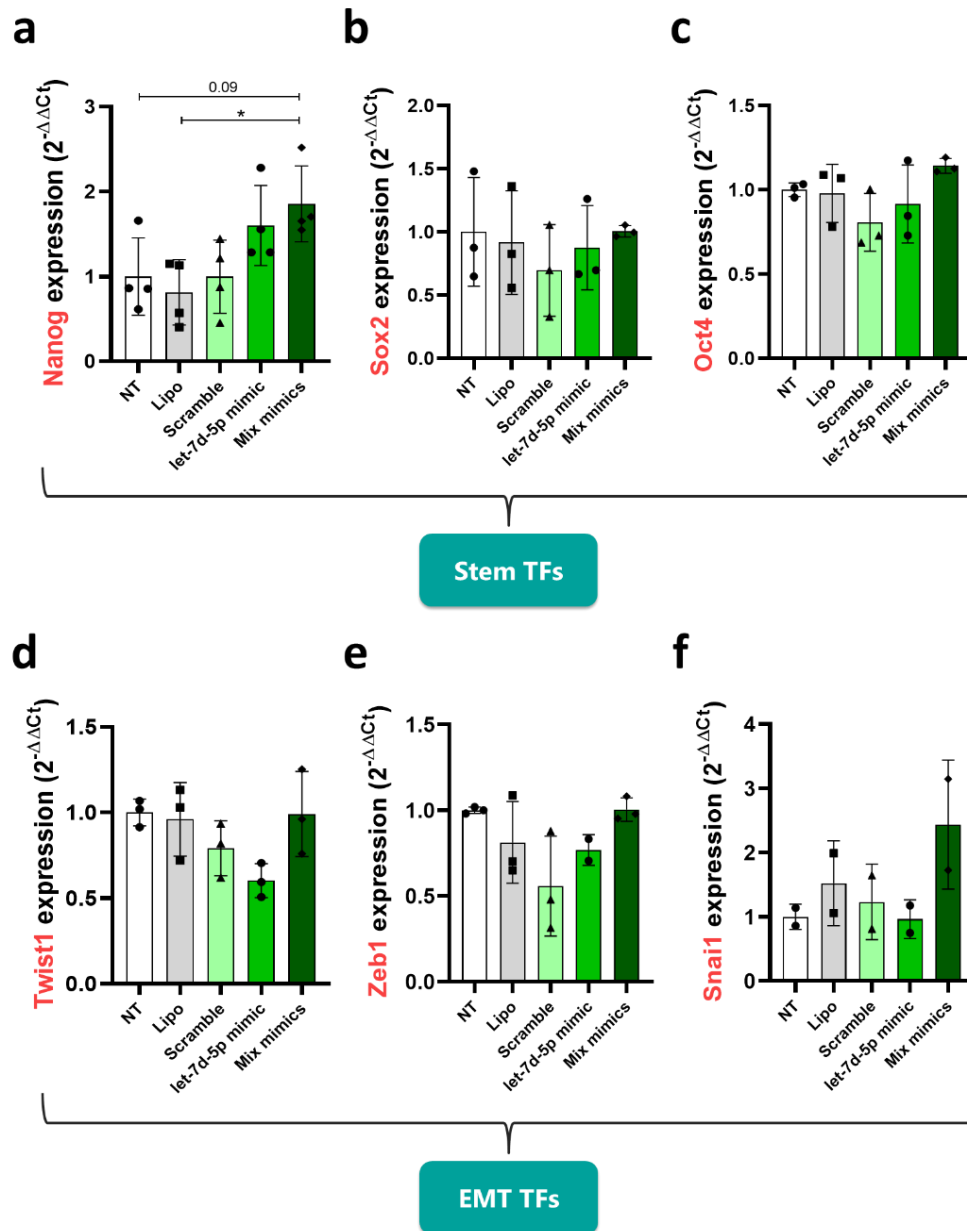 a
b
c
Nanog expression (2^-ΔΔCt)
3
2
1
0
0.09
*
NT
Lipo
Scramble
let-7d-5p mimic
Mix mimics
Sox2 expression (2^-ΔΔCt)
2.0
1.5
1.0
0.5
0.0
NT
Lipo
Scramble
let-7d-5p mimic
Mix mimics
Oct4 expression (2^-ΔΔCt)
1.5
1.0
0.5
0.0
NT
Lipo
Scramble
let-7d-5p mimic
Mix mimics
Stem TFs
d
e
f
Twist1 expression (2^-ΔΔCt)
1.5
1.0
0.5
0.0
NT
Lipo
Scramble
let-7d-5p mimic
Mix mimics
Zeb1 expression (2^-ΔΔCt)
1.5
1.0
0.5
0.0
NT
Lipo
Scramble
let-7d-5p mimic
Mix mimics
Snai1 expression (2^-ΔΔCt)
4
3
2
1
0
NT
Lipo
Scramble
let-7d-5p mimic
Mix mimics
EMT TFs